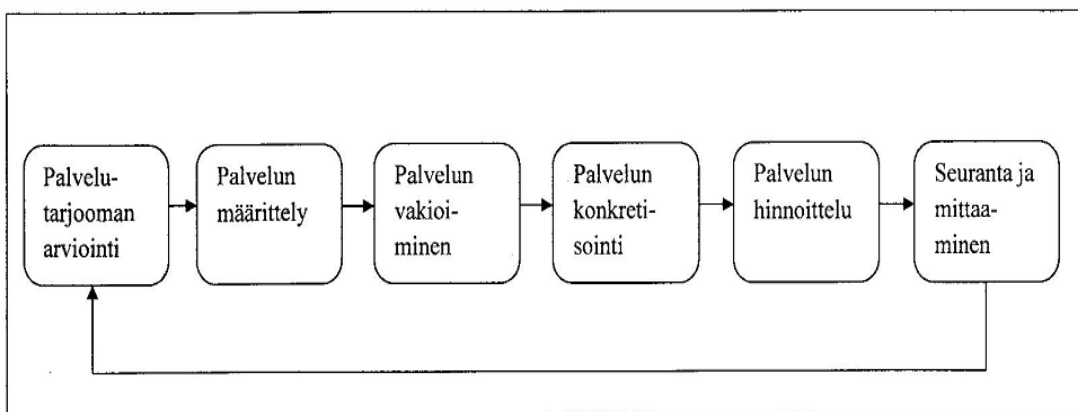 Palvelu-
tarjooman
arviointi
Palvelun
määrittely
Palvelun
vakioi-
minen
Palvelun
konkreti-
sointi
Palvelun
hinnoittelu
Seuranta ja
mittaa-
minen